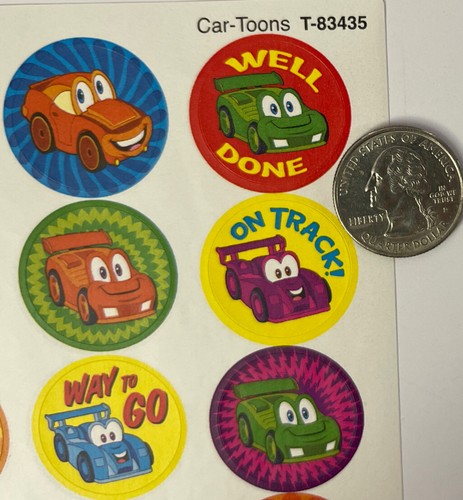 Car-Toons T-83435
WELL
DONE
ON TRACK!
WAY TO
GO
UNITED STATES OF AMERICA
LIBERTY
IN
GOD WE
TRUST
QUARTER DOLLAR